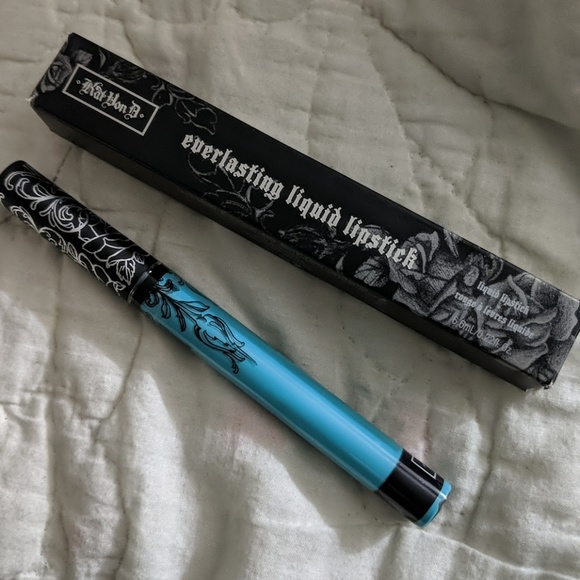 Kat Von D
everlasting liquid lipstick
liquid lipstick
rouge à lèvres liquide